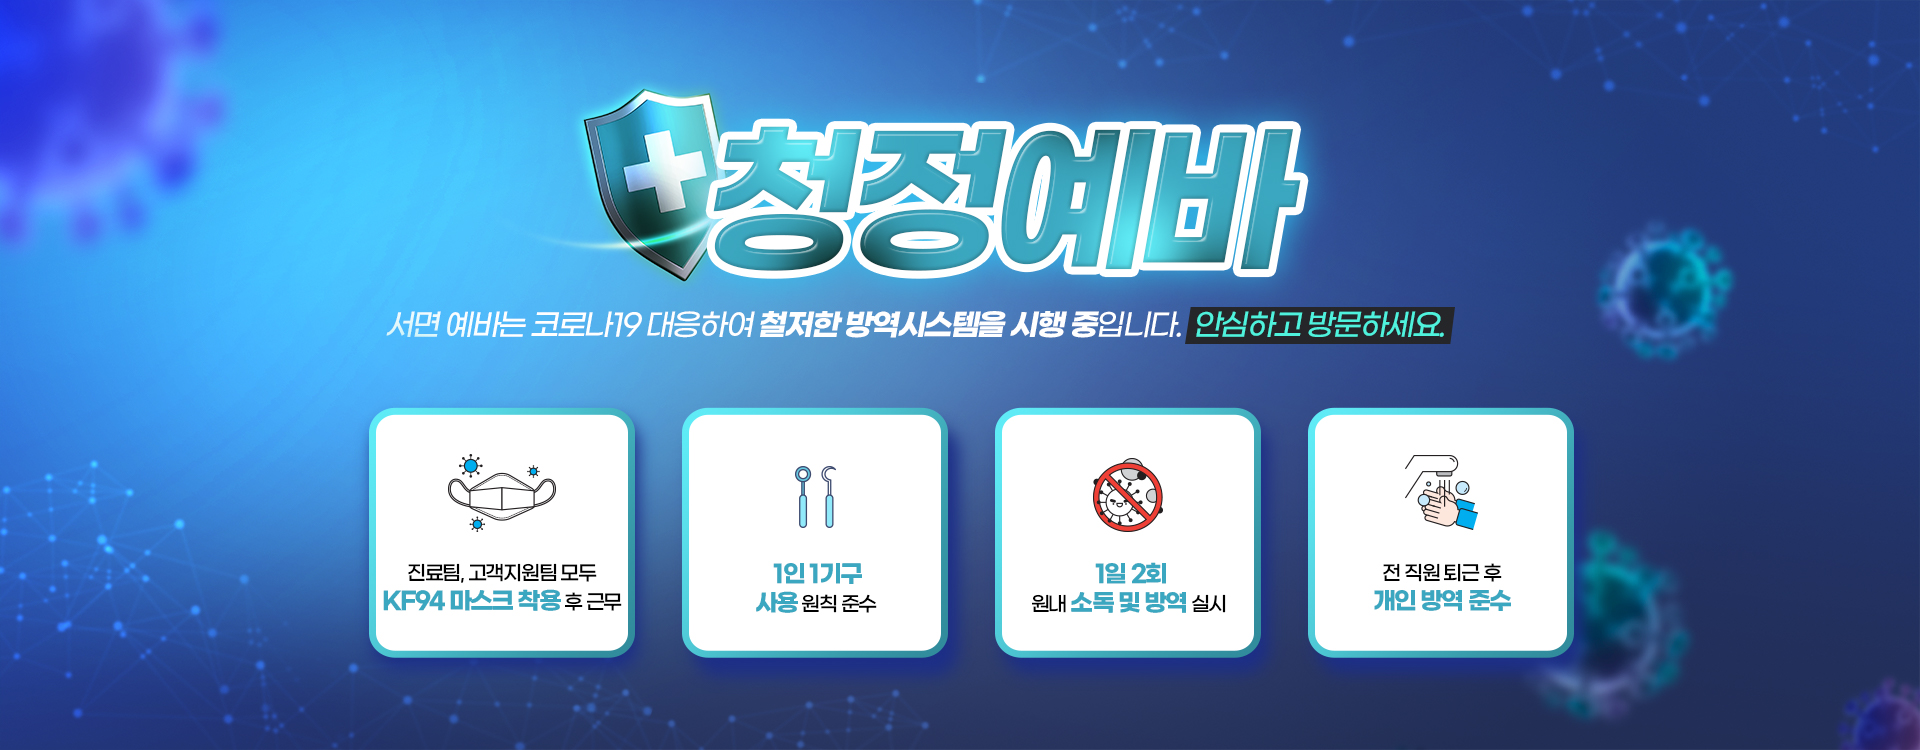 청정예바
서면 예바는 코로나19 대응하여 철저한 방역시스템을 시행 중입니다. 안심하고 방문하세요.
진료팀, 고객지원팀 모두
KF94 마스크 착용 후 근무
1인 1기구
사용 원칙 준수
1일 2회
원내 소독 및 방역 실시
전 직원 퇴근 후
개인 방역 준수